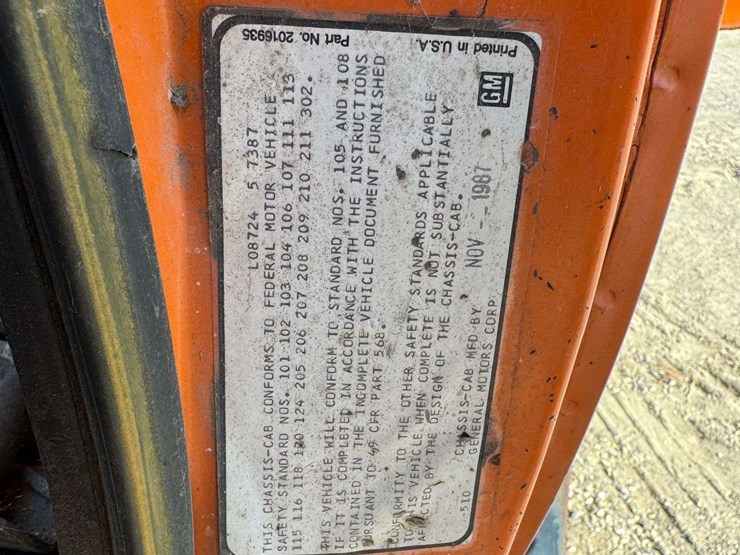 L08724 5 7387
THIS CHASSIS-CAB CONFORMS TO FEDERAL MOTOR VEHICLE
SAFETY STANDARD NOS. 101 102 103 104 106 107 111 113
115 116 118 120 124 205 206 207 208 209 210 211 302.
THIS VEHICLE WILL CONFORM TO STANDARD NOS. 105 AND 108
IF IT IS COMPLETED IN ACCORDANCE WITH THE INSTRUCTIONS
CONTAINED IN THE INCOMPLETE VEHICLE DOCUMENT FURNISHED
PURSUANT TO 49 CFR PART 568.
CONFORMITY TO THE OTHER SAFETY STANDARDS APPLICABLE
TO THIS VEHICLE WHEN COMPLETE IS NOT SUBSTANTIALLY
AFFECTED BY THE DESIGN OF THE CHASSIS-CAB.
CHASSIS-CAB MFD BY NOV - 1987
GENERAL MOTORS CORP.
-510
GM
Part No. 2016935
Printed in U.S.A.